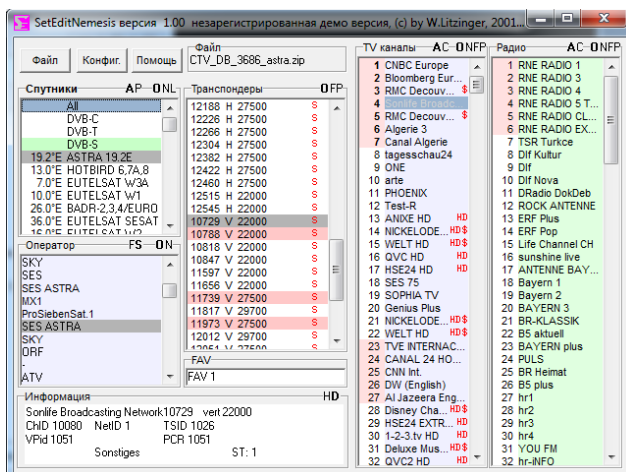 SetEditNemesis версия 1.00 незарегистрированная демо версия, (c) by W.Litzinger, 2001...
Файл Конфиг. Помощь
Файл
CTV_DB_3686_astra.zip
Спутники AP ONL
All
DVB-C
DVB-T
DVB-S
19.2°E ASTRA 19.2E
13.0°E HOTBIRD 6,7A,8
7.0°E EUTELSAT W3A
10.0°E EUTELSAT W1
26.0°E BADR-2,3,4/EURO
36.0°E EUTELSAT SESAT
16.0°E EUTELSAT W2
Оператор FS ON
SKY
SES
SES ASTRA
MX1
ProSiebenSat.1
SES ASTRA
SKY
ORF
-
ATV
Транспондеры OFP
12188 H 27500 S
12226 H 27500 S
12266 H 27500 S
12304 H 27500 S
12382 H 27500 S
12422 H 27500 S
12460 H 27500 S
12515 H 22000 S
12545 H 22000 S
10729 V 22000 S
10788 V 22000 S
10818 V 22000 S
10847 V 22000 S
11597 V 22000 S
11656 V 22000 S
11739 V 27500 S
11817 V 29700 S
11973 V 27500 S
12012 V 29700 S
12051 V 27500 S
FAV
FAV 1
TV каналы AC ONFP
1 CNBC Europe
2 Bloomberg Eur...
3 RMC Decouv... $
4 Sonlife Broadc...
5 RMC Decouv... $
6 Algerie 3
7 Canal Algerie
8 tagesschau24
9 ONE
10 arte
11 PHOENIX
12 Test-R
13 ANIXE HD HD
14 NICKELODE... HD$
15 WELT HD HD$
16 QVC HD HD
17 HSE24 HD HD
18 SES 75
19 SOPHIA TV
20 Genius Plus
21 NICKELODE... HD$
22 WELT HD HD$
23 TVE INTERNAC...
24 CANAL 24 HO...
25 CNN Int.
26 DW (English)
27 Al Jazeera Eng...
28 Disney Cha... HD$
29 HSE24 EXTR... HD
30 1-2-3.tv HD HD
31 Deluxe Mus... HD$
32 QVC2 HD HD
Радио AC ONFP
1 RNE RADIO 1
2 RNE RADIO 3
3 RNE RADIO 4
4 RNE RADIO 5 T...
5 RNE RADIO CL...
6 RNE RADIO EX...
7 TSR Turkce
8 Dlf Kultur
9 Dlf
10 Dlf Nova
11 DRadio DokDeb
12 ROCK ANTENNE
13 ERF Plus
14 ERF Pop
15 Life Channel CH
16 sunshine live
17 ANTENNE BAY...
18 Bayern 1
19 Bayern 2
20 BAYERN 3
21 BR-KLASSIK
22 B5 aktuell
23 BAYERN plus
24 PULS
25 BR Heimat
26 B5 plus
27 hr1
28 hr2
29 hr3
30 hr4
31 YOU FM
32 hr-iNFO
Информация HD
Sonlife Broadcasting Network 10729 vert 22000
ChID 10080 NetID 1 TSID 1026
VPid 1051 PCR 1051
Sonstiges ST: 1